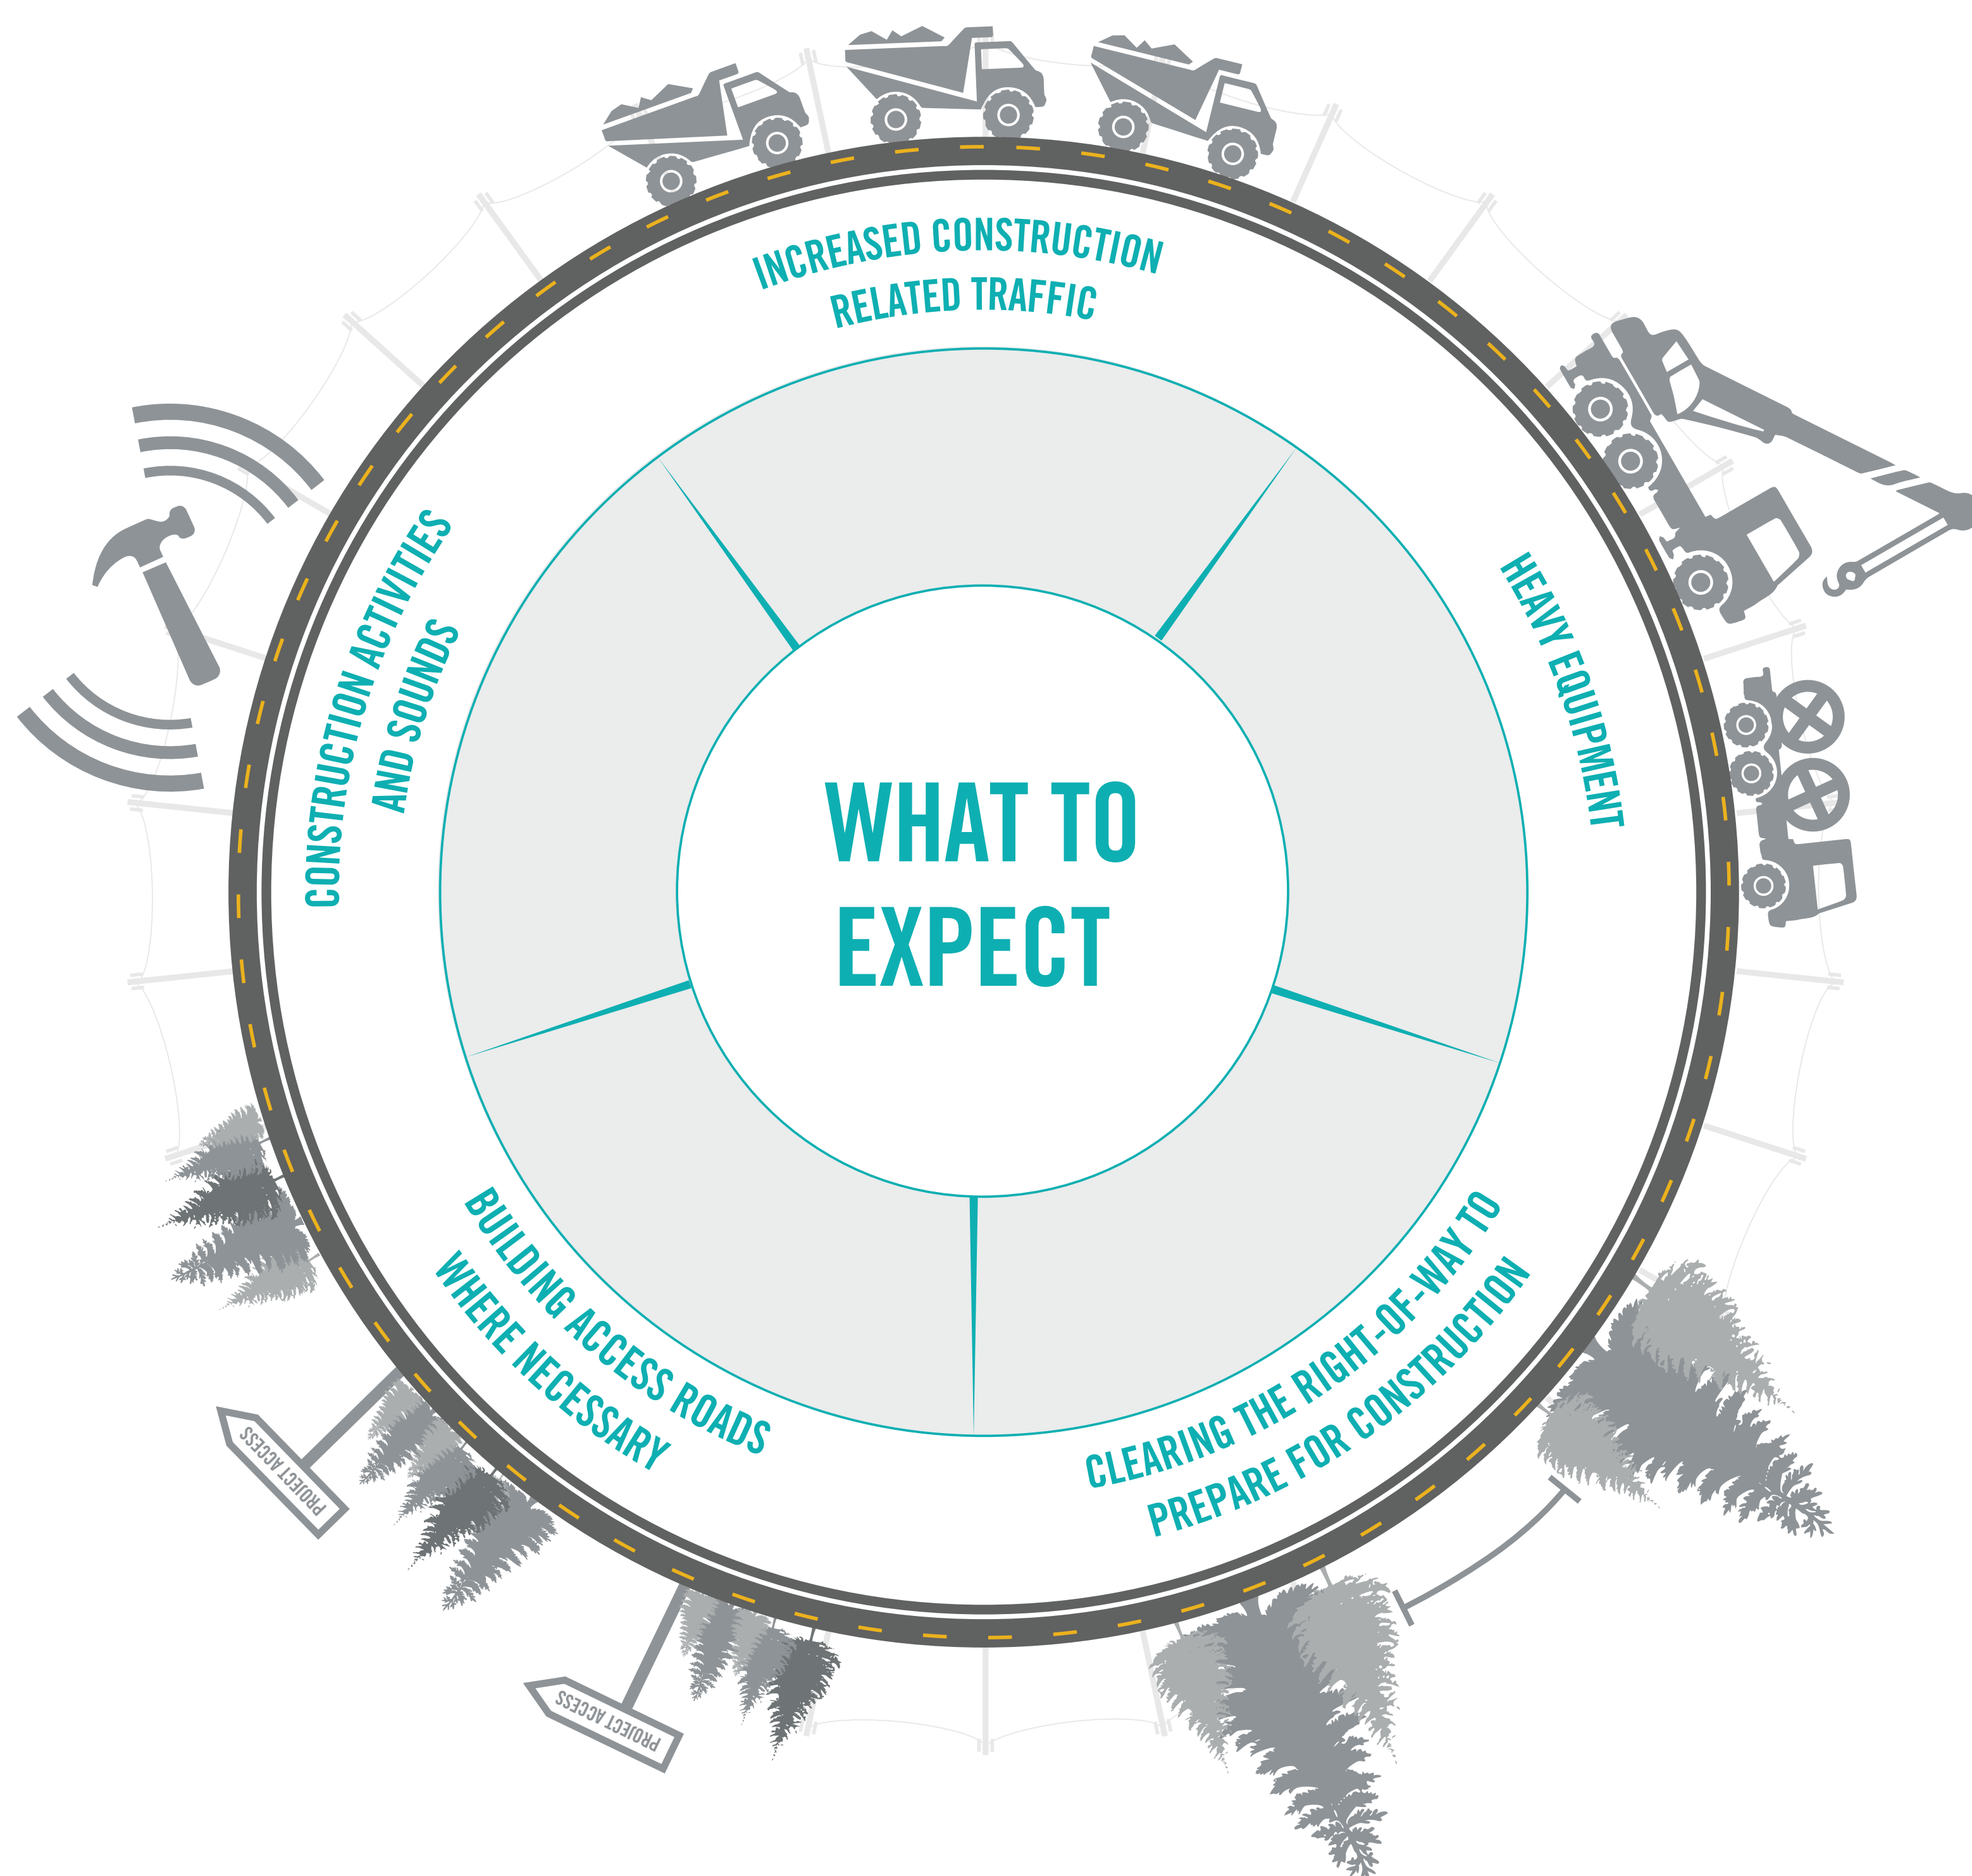 INCREASED CONSTRUCTION
RELATED TRAFFIC
HEAVY EQUIPMENT
CLEARING THE RIGHT-OF-WAY TO
PREPARE FOR CONSTRUCTION
BUILDING ACCESS ROADS
WHERE NECESSARY
CONSTRUCTION ACTIVITIES
AND SOUNDS
WHAT TO
EXPECT
PROJECT ACCESS
PROJECT ACCESS